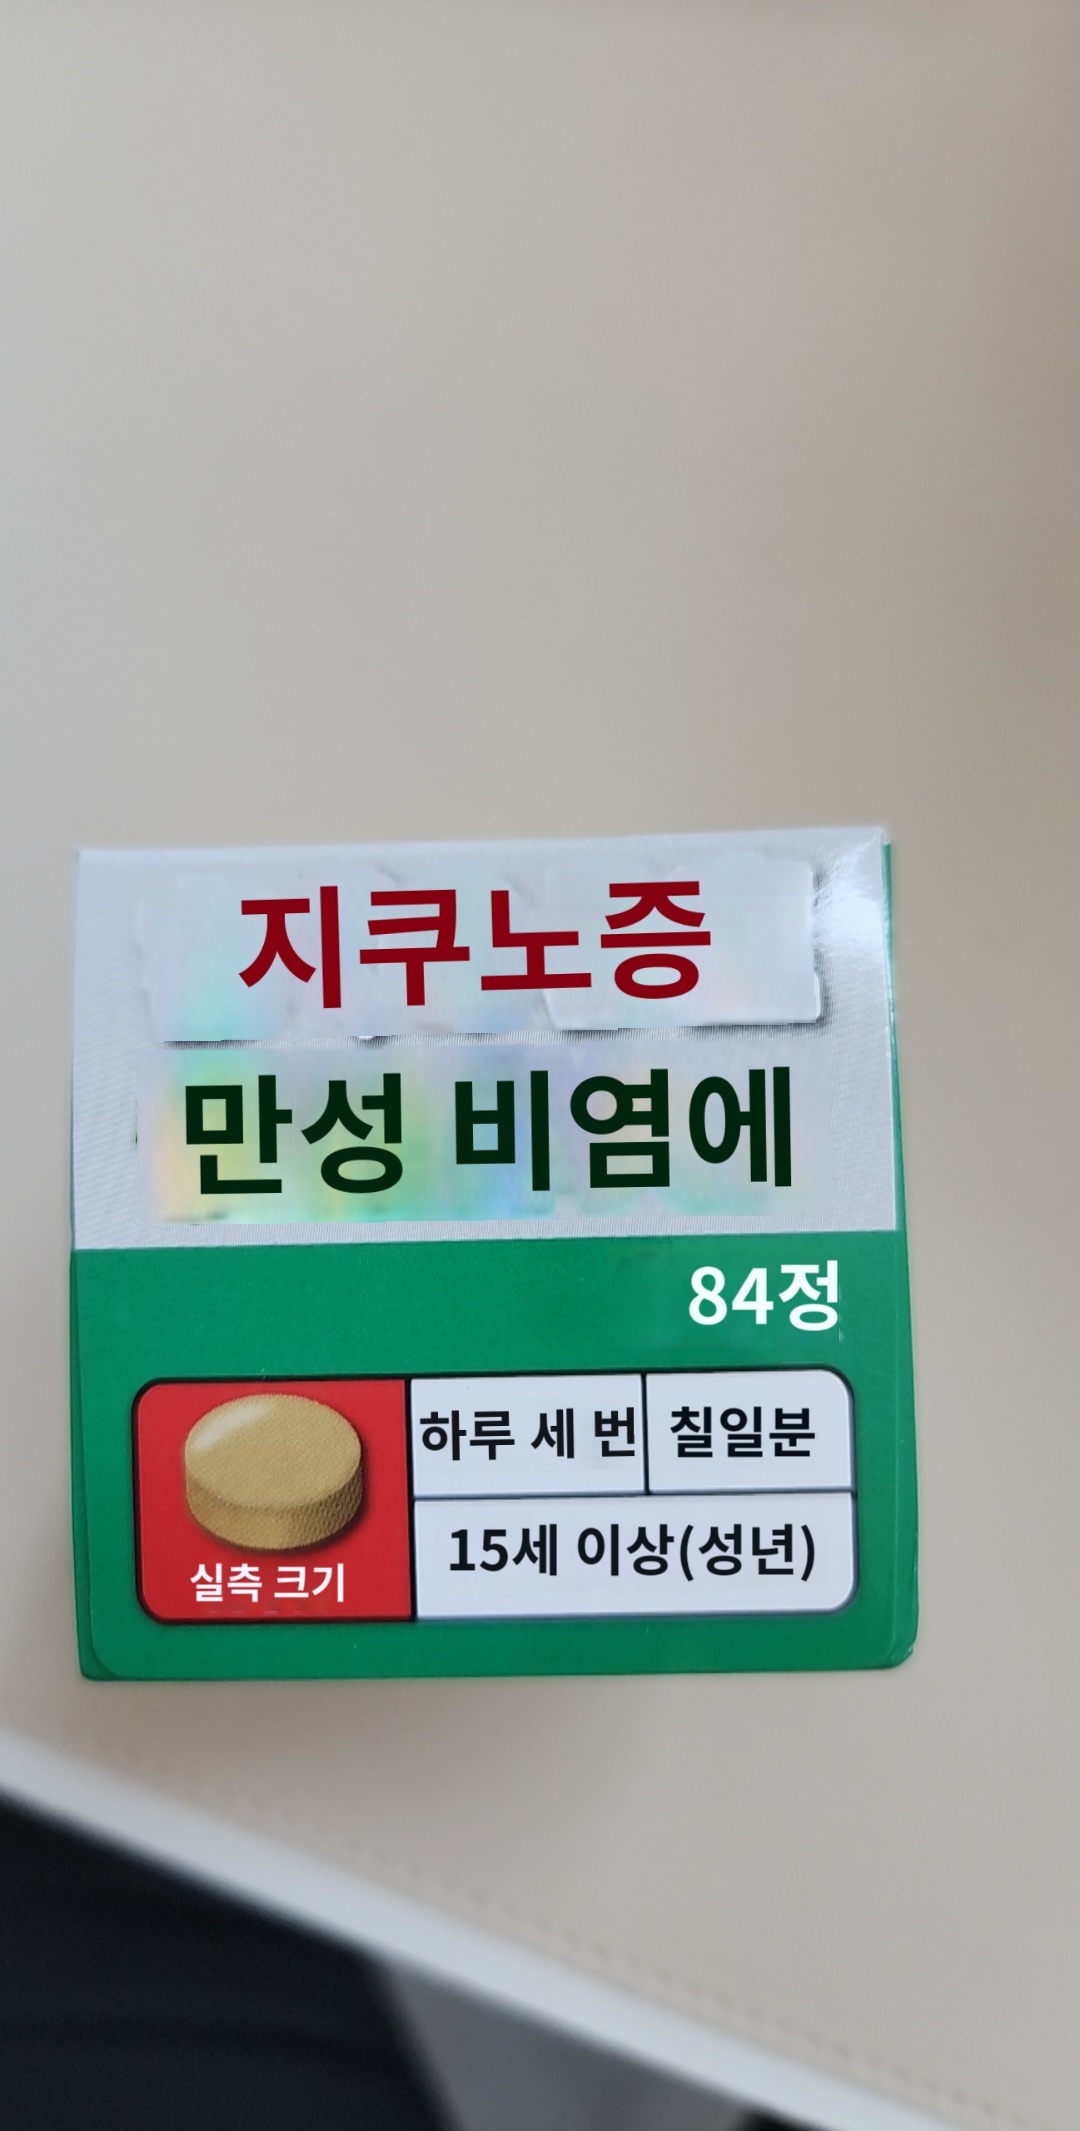 지쿠노증
만성 비염에
84정
하루 세 번 칠일분
15세 이상(성년)
실측 크기